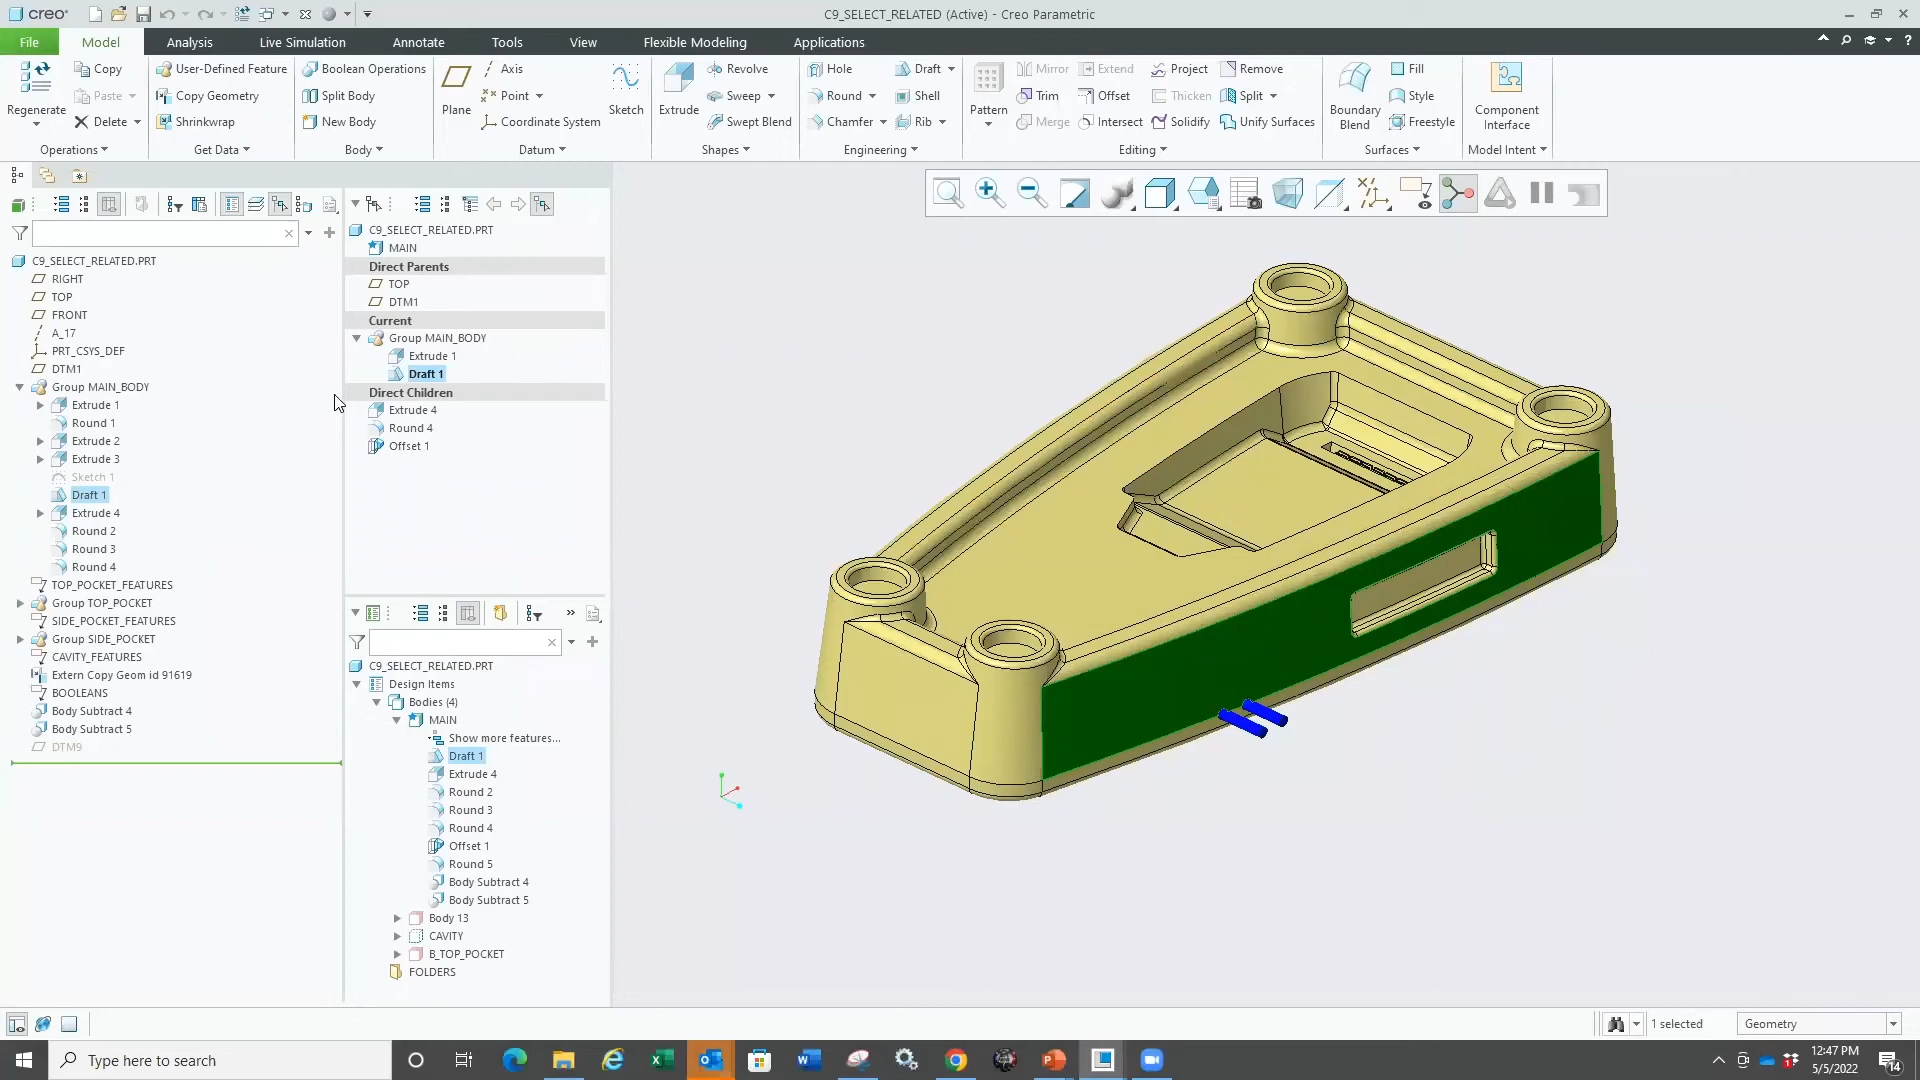 creo
C9_SELECT_RELATED (Active) - Creo Parametric
File
Model
Analysis
Live Simulation
Annotate
Tools
View
Flexible Modeling
Applications
Regenerate
Copy
Paste
Delete
Operations
User-Defined Feature
Copy Geometry
Shrinkwrap
Get Data
Boolean Operations
Split Body
New Body
Body
Plane
Axis
Point
Coordinate System
Sketch
Datum
Extrude
Revolve
Sweep
Swept Blend
Shapes
Hole
Round
Chamfer
Draft
Shell
Rib
Engineering
Pattern
Mirror
Extend
Project
Remove
Trim
Offset
Thicken
Split
Merge
Intersect
Solidify
Unify Surfaces
Editing
Boundary
Blend
Fill
Style
Freestyle
Surfaces
Component
Interface
Model Intent
C9_SELECT_RELATED.PRT
RIGHT
TOP
FRONT
A_17
PRT_CSYS_DEF
DTM1
Group MAIN_BODY
Extrude 1
Round 1
Extrude 2
Extrude 3
Sketch 1
Draft 1
Extrude 4
Round 2
Round 3
Round 4
TOP_POCKET_FEATURES
Group TOP_POCKET
SIDE_POCKET_FEATURES
Group SIDE_POCKET
CAVITY_FEATURES
Extern Copy Geom id 91619
BOOLEANS
Body Subtract 4
Body Subtract 5
DTM9
C9_SELECT_RELATED.PRT
MAIN
Direct Parents
TOP
DTM1
Current
Group MAIN_BODY
Extrude 1
Draft 1
Direct Children
Extrude 4
Round 4
Offset 1
C9_SELECT_RELATED.PRT
Design Items
Bodies (4)
MAIN
Show more features...
Draft 1
Extrude 4
Round 2
Round 3
Round 4
Offset 1
Round 5
Body Subtract 4
Body Subtract 5
Body 13
CAVITY
B_TOP_POCKET
FOLDERS
1 selected
Geometry
Type here to search
12:47 PM
5/5/2022
14